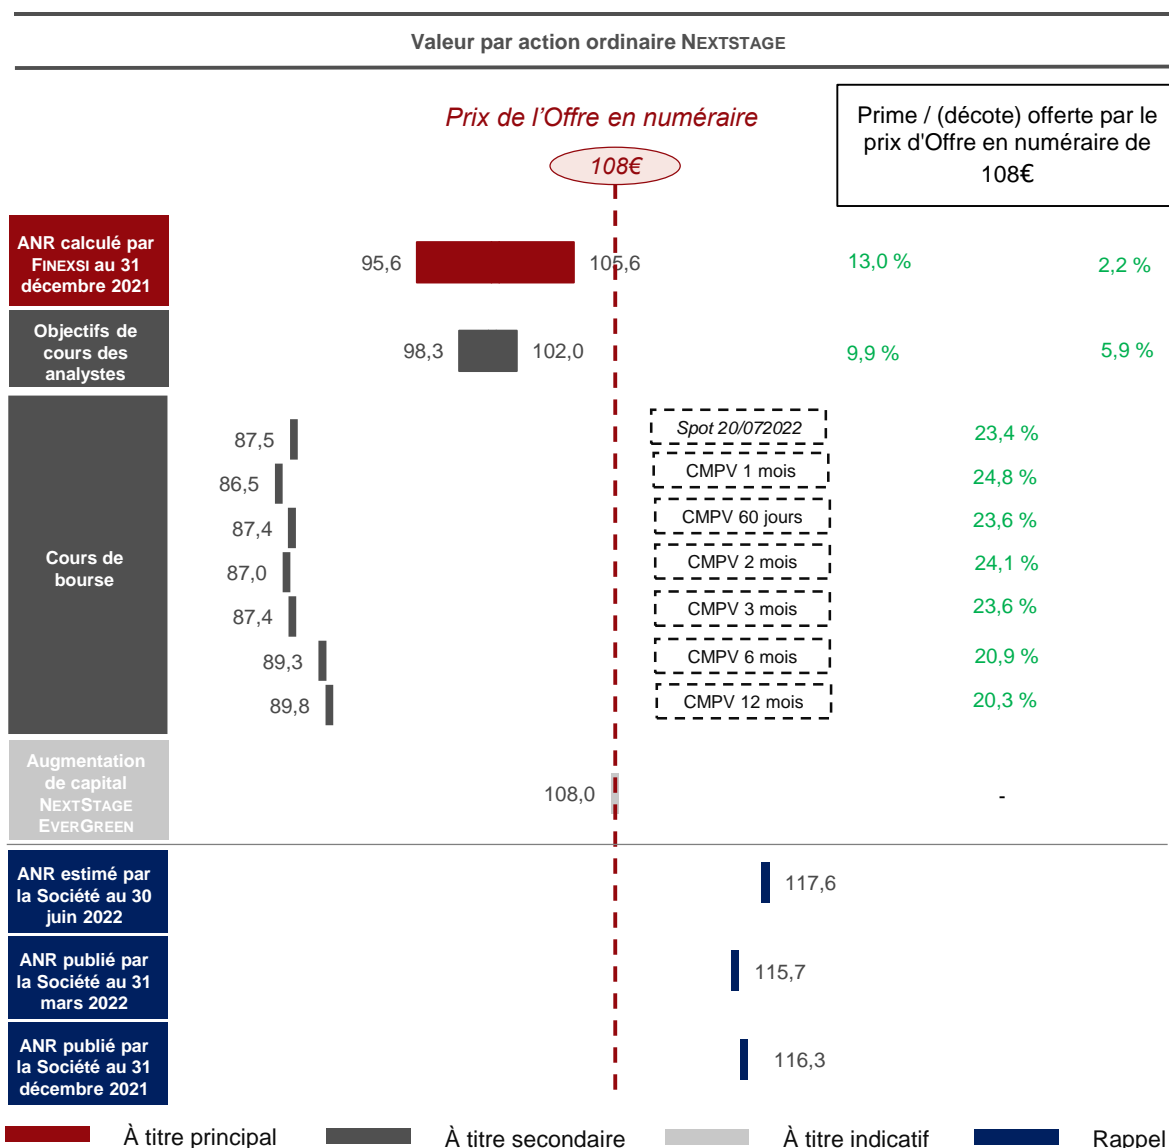 Valeur par action ordinaire NEXTSTAGE
Prix de l'Offre en numéraire
108€
Prime / (décote) offerte par le
prix d'Offre en numéraire de
108€
ANR calculé par
FINEXSI au 31
décembre 2021
95,6
105,6
13,0 %
2,2 %
Objectifs de
cours des
analystes
98,3
102,0
9,9 %
5,9 %
Cours de
bourse
87,5
Spot 20/072022
23,4 %
86,5
CMPV 1 mois
24,8 %
87,4
CMPV 60 jours
23,6 %
87,0
CMPV 2 mois
24,1 %
87,4
CMPV 3 mois
23,6 %
89,3
CMPV 6 mois
20,9 %
89,8
CMPV 12 mois
20,3 %
Augmentation
de capital
NEXTSTAGE
EVERGREEN
108,0
-
ANR estimé par
la Société au 30
juin 2022
117,6
ANR publié par
la Société au 31
mars 2022
115,7
ANR publié par
la Société au 31
décembre 2021
116,3
À titre principal
À titre secondaire
À titre indicatif
Rappel